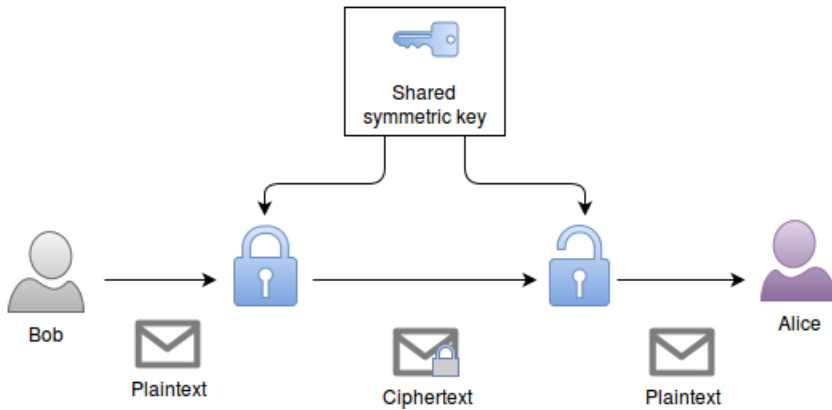 Shared
symmetric key
Bob
Alice
Plaintext
Ciphertext
Plaintext